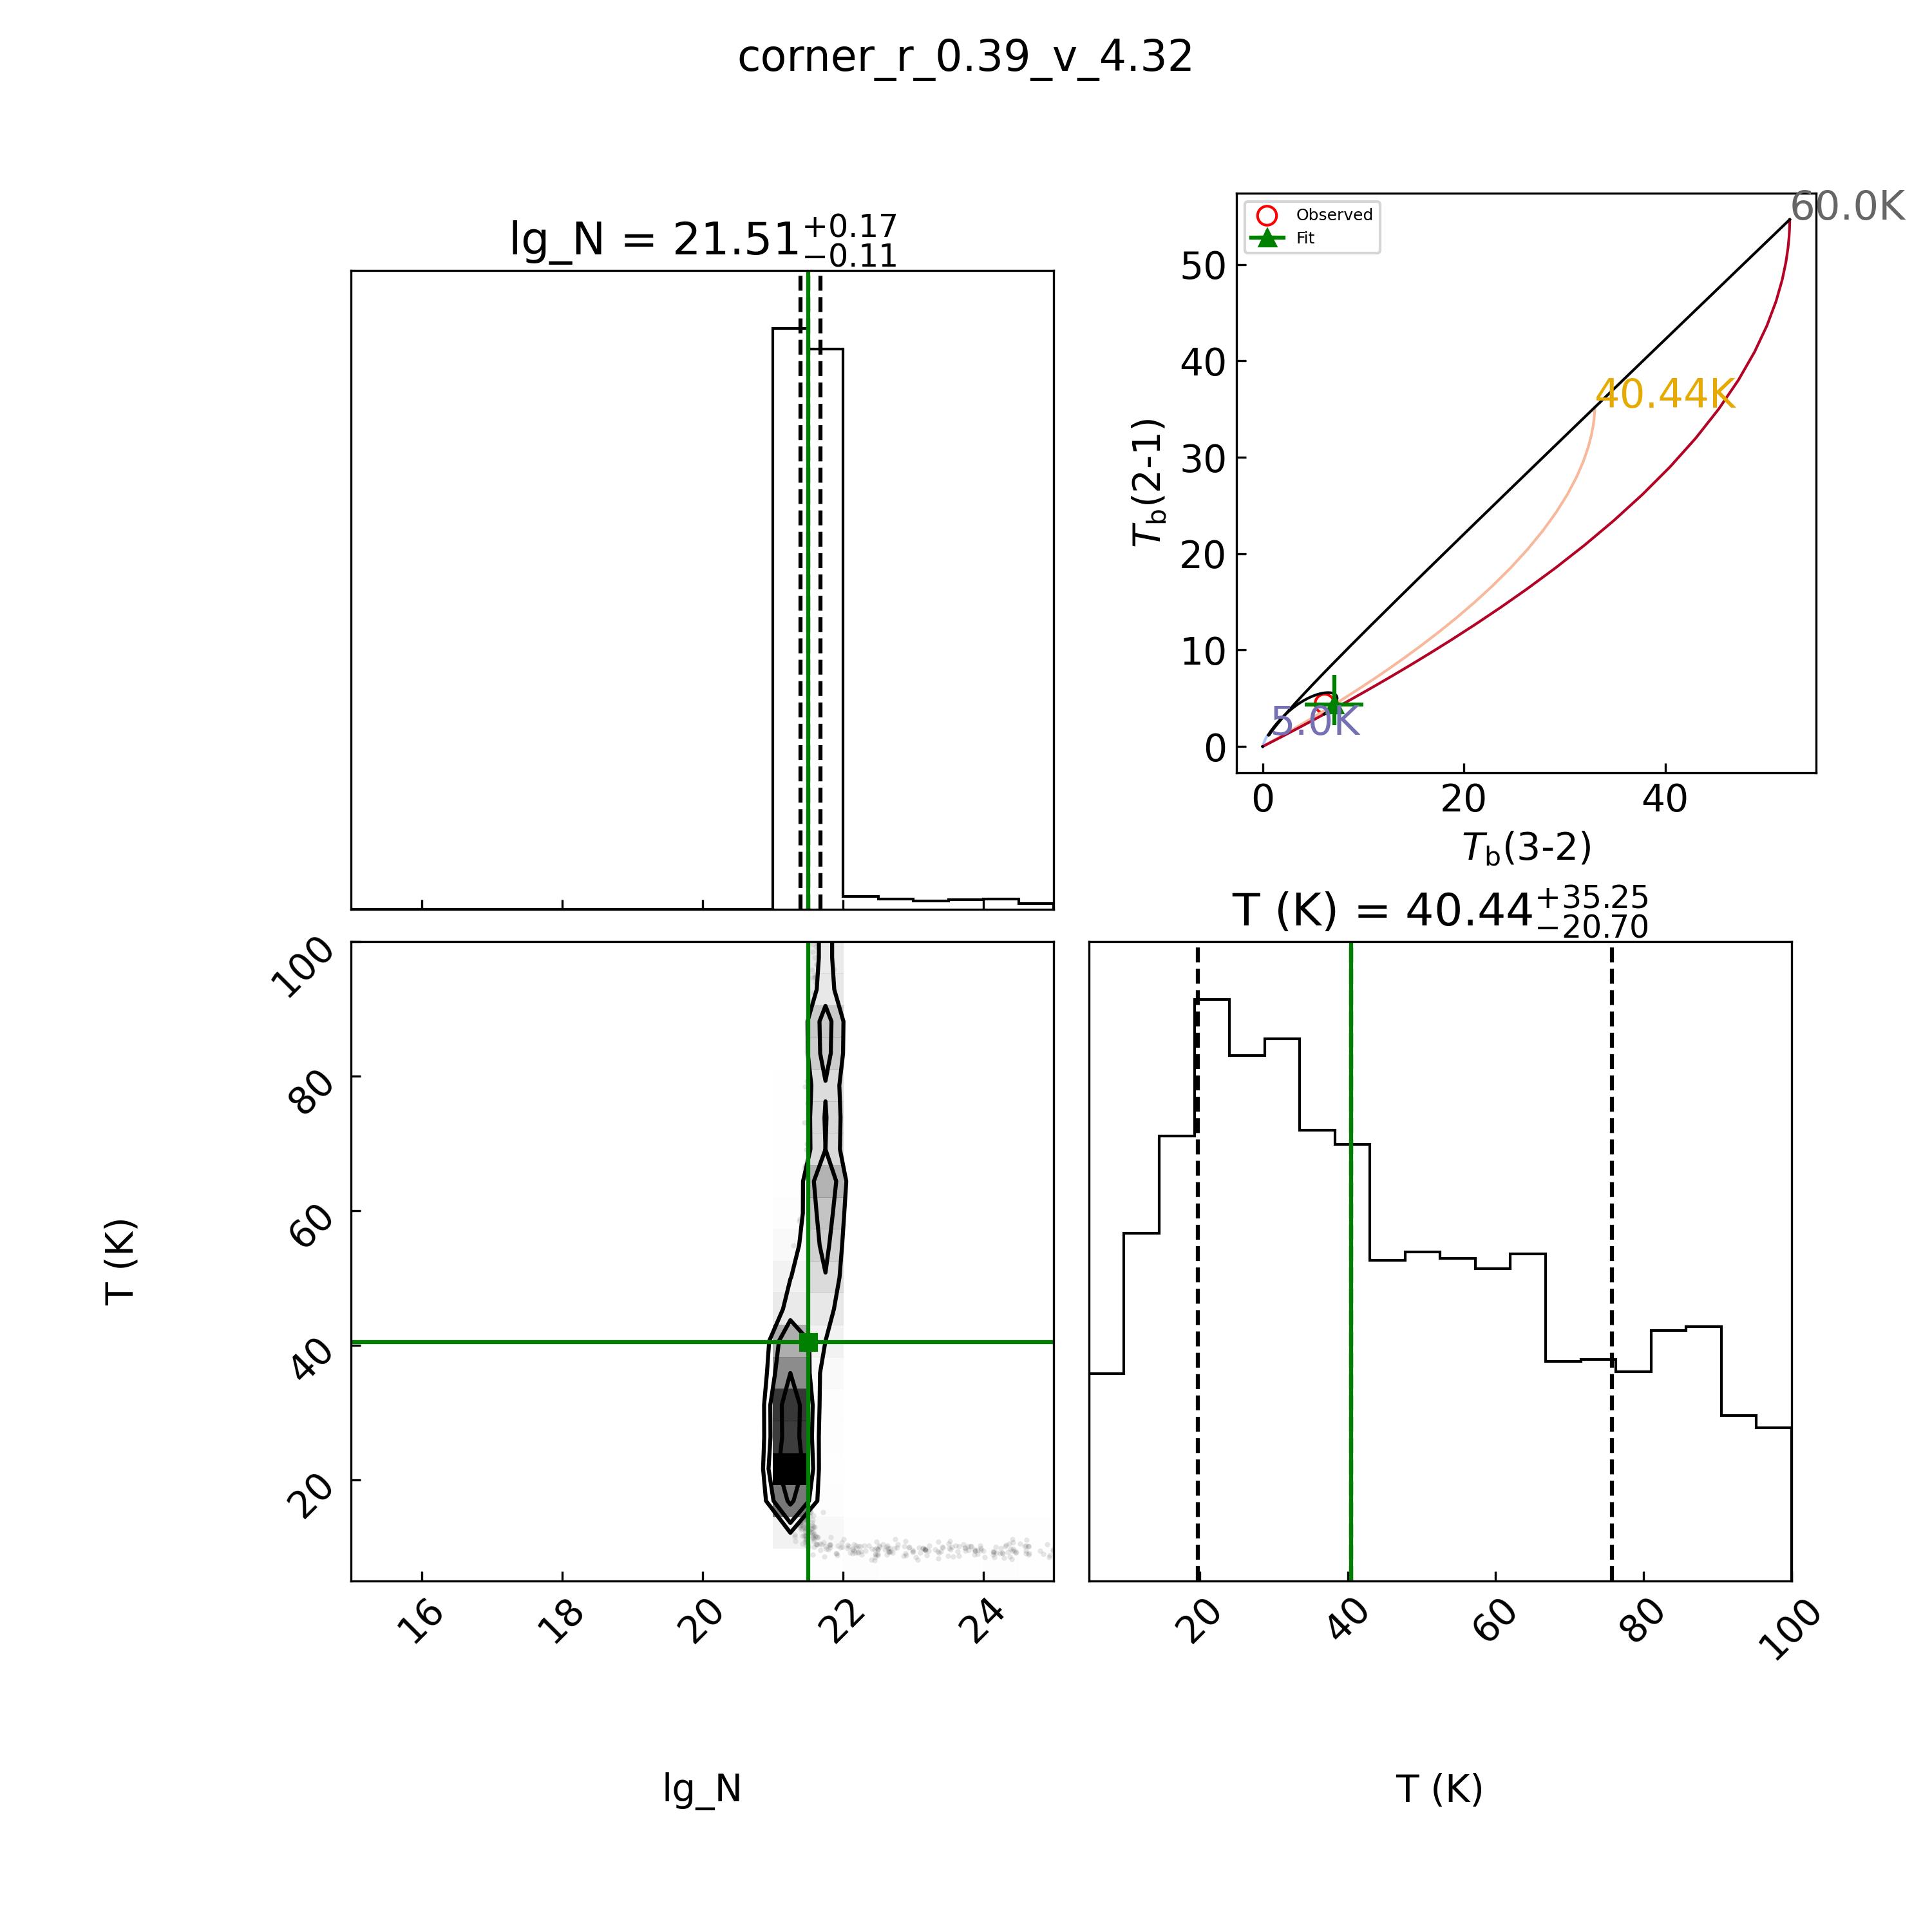 corner_r_0.39_v_4.32
lg_N = 21.51+0.17−0.11
Observed
Fit
60.0K
40.44K
5.0K
50
40
30
20
10
0
Tb(2-1)
0 20 40
Tb(3-2)
T (K) = 40.44+35.25−20.70
100
80
60
40
20
T (K)
16 18 20 22 24
lg_N
20 40 60 80 100
T (K)